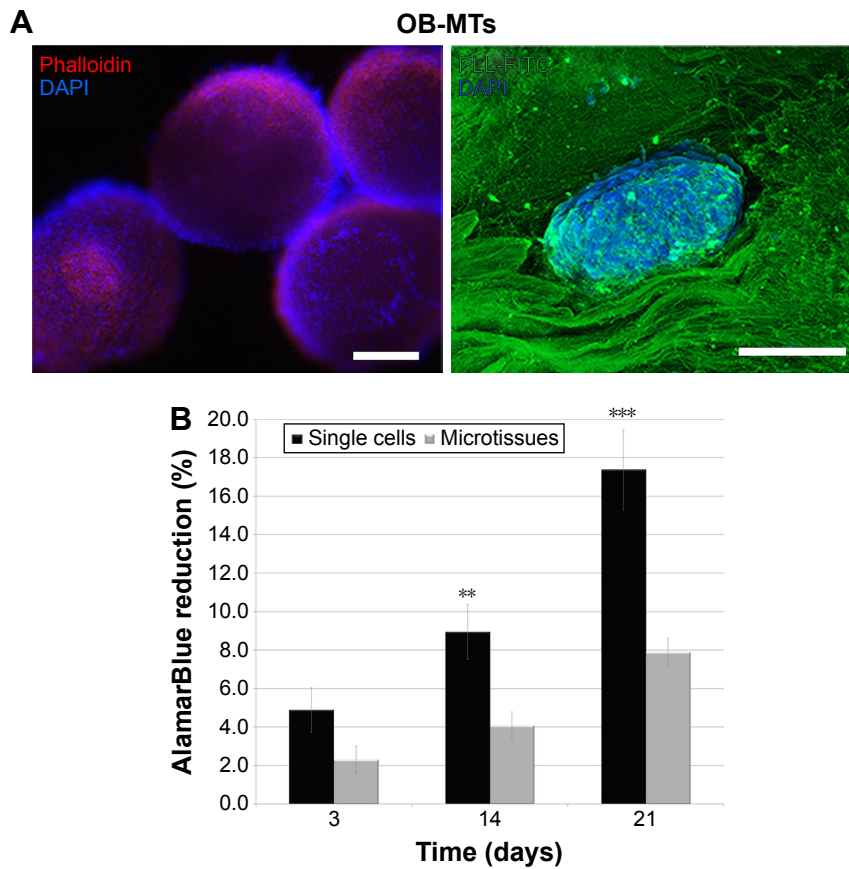 A
OB-MTs
Phalloidin
DAPI
PLL-FITC
DAPI
B
20.0
18.0
16.0
14.0
12.0
10.0
8.0
6.0
4.0
2.0
0.0
AlamarBlue reduction (%)
Single cells Microtissues
**
***
3 14 21
Time (days)